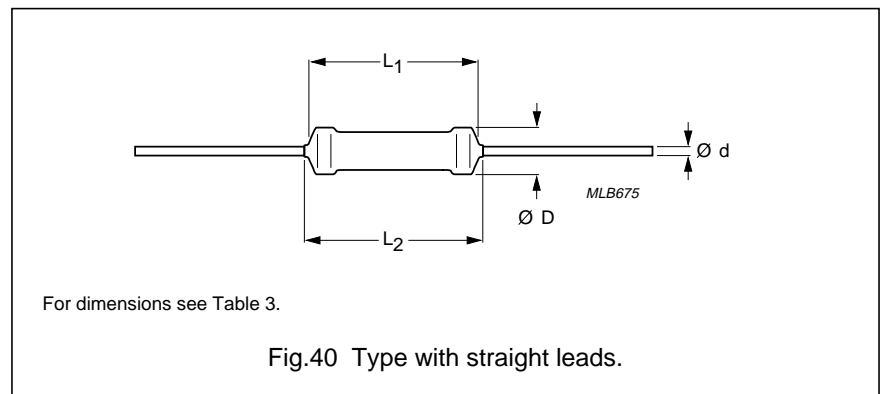 L1
Ø d
MLB675
Ø D
L2
For dimensions see Table 3.
Fig.40 Type with straight leads.